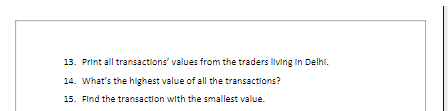 13. Print all transactions' values from the traders living in Delhi.
14. What's the highest value of all the transactions?
15. Find the transaction with the smallest value.